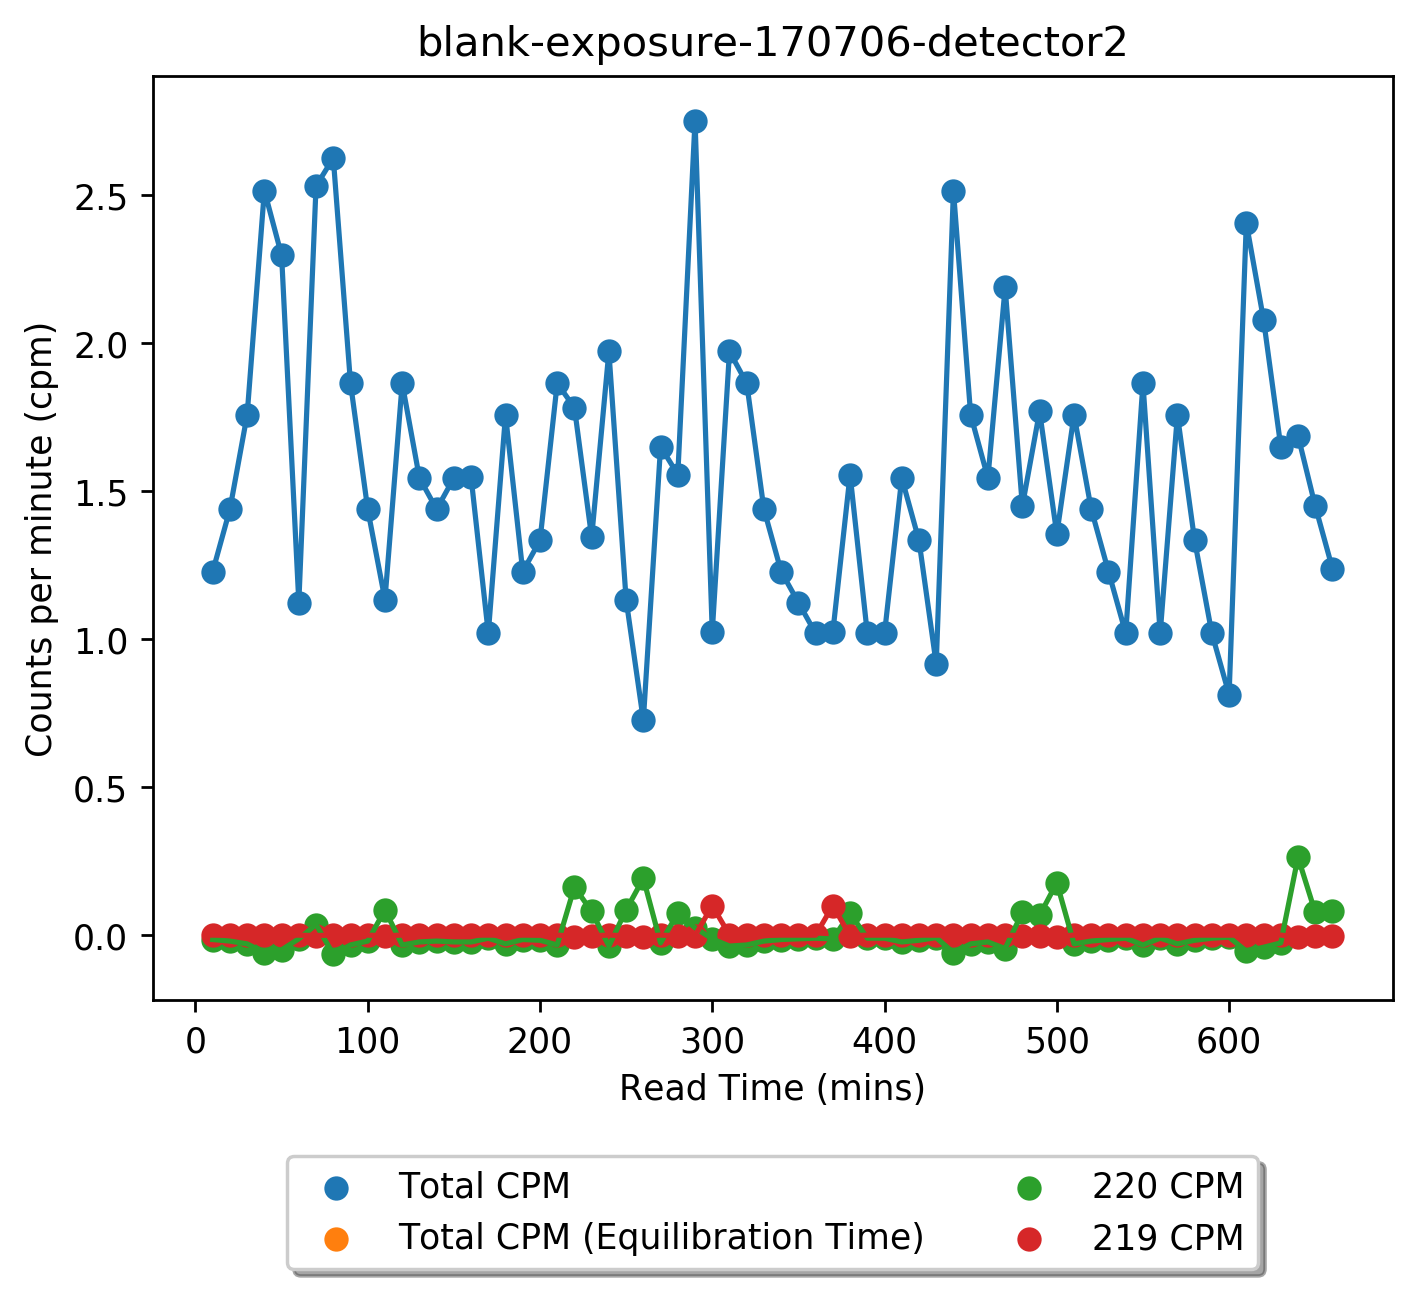 blank-exposure-170706-detector2
Counts per minute (cpm)
2.5
2.0
1.5
1.0
0.5
0.0
0 100 200 300 400 500 600
Read Time (mins)
Total CPM
Total CPM (Equilibration Time)
220 CPM
219 CPM